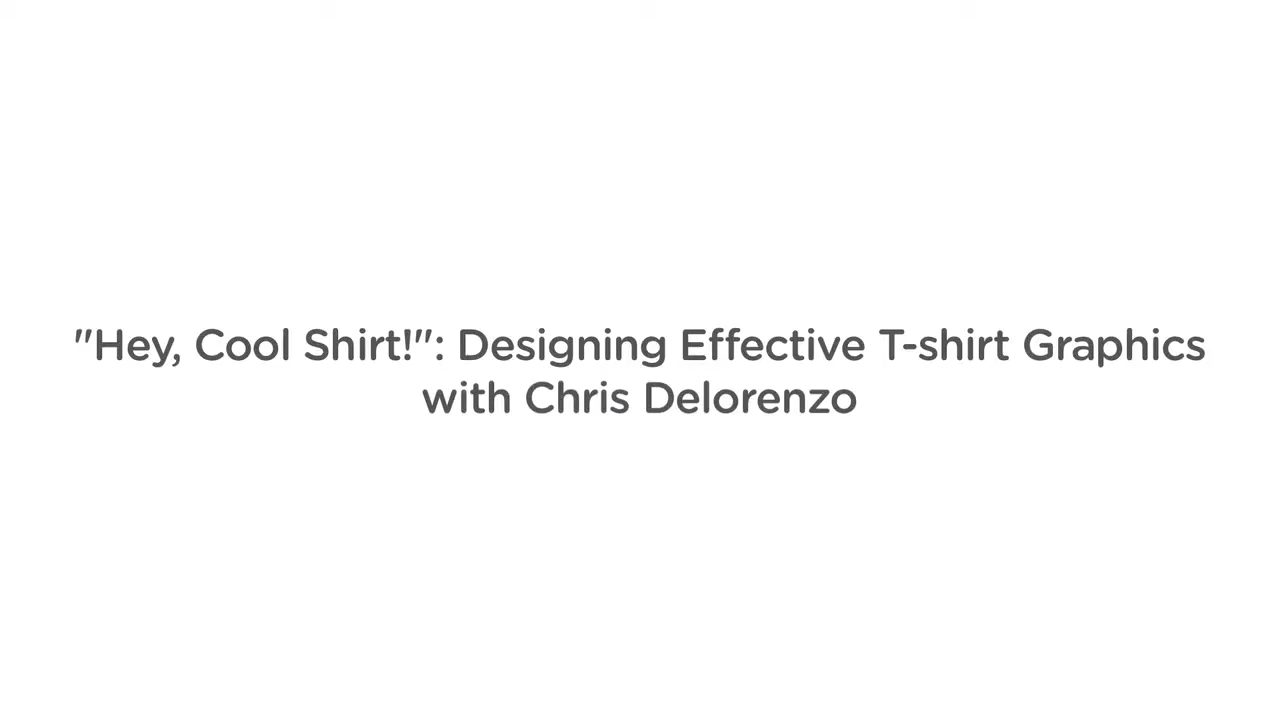 "Hey, Cool Shirt!": Designing Effective T-shirt Graphics
with Chris Delorenzo